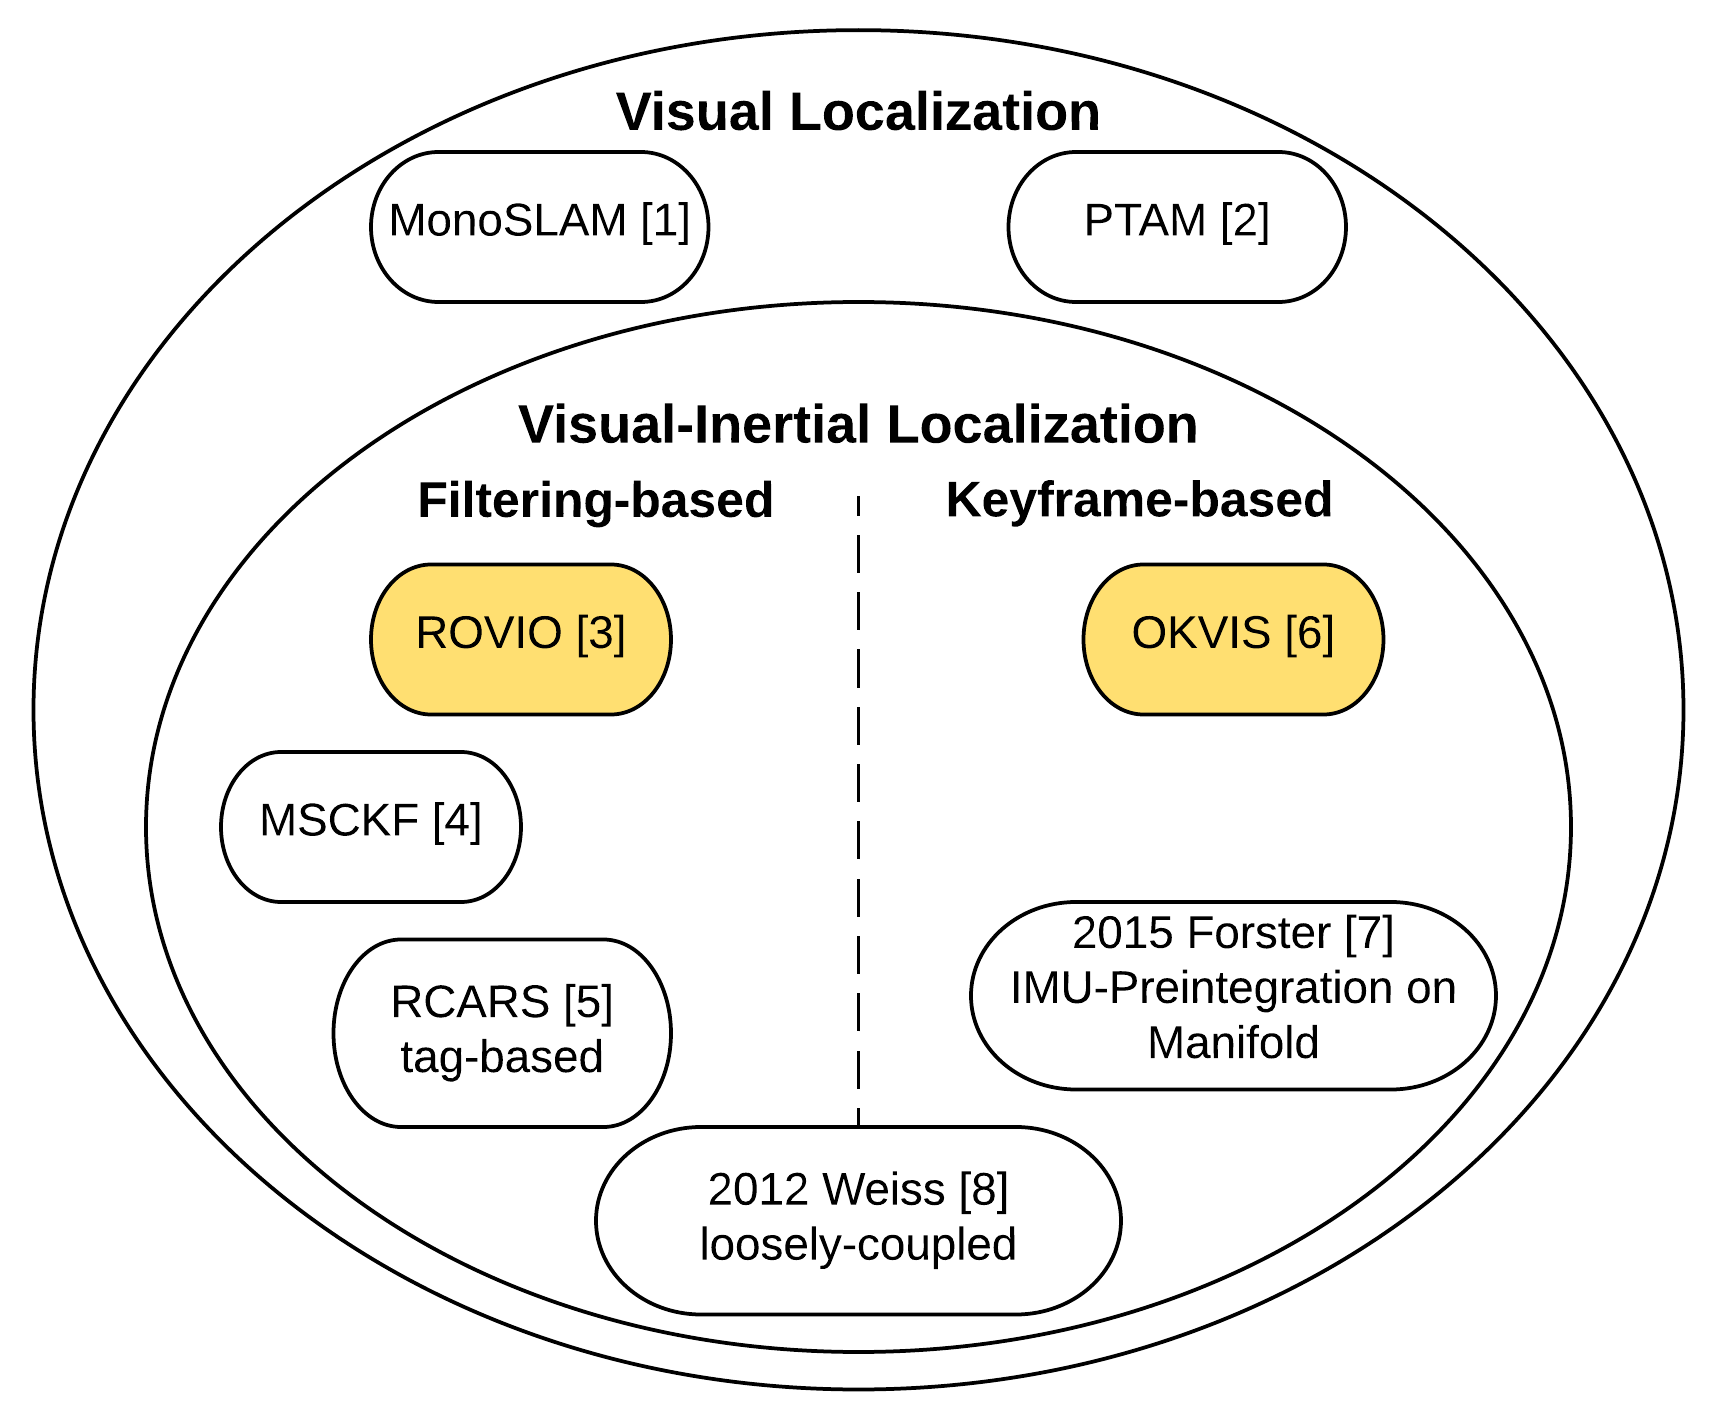 Visual Localization
MonoSLAM [1]
PTAM [2]
Visual-Inertial Localization
Filtering-based
Keyframe-based
ROVIO [3]
OKVIS [6]
MSCKF [4]
2015 Forster [7]
IMU-Preintegration on
Manifold
RCARS [5]
tag-based
2012 Weiss [8]
loosely-coupled